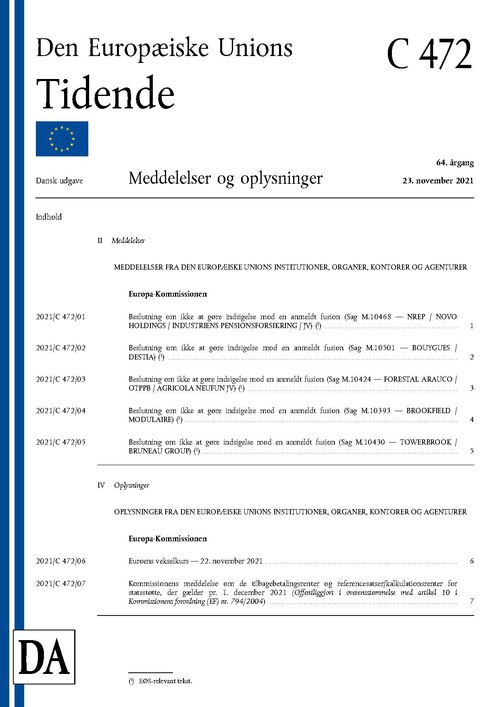 Den Europæiske Unions
C 472
Tidende
64. årgang
Dansk udgave
Meddelelser og oplysninger
23. november 2021
Indhold
II Meddelelser
MEDDELELSER FRA DEN EUROPÆISKE UNIONS INSTITUTIONER, ORGANER, KONTORER OG AGENTURER
Europa-Kommissionen
2021/C 472/01 Beslutning om ikke at gøre indsigelse mod en anmeldt fusion (Sag M.10468 — NREP / NOVO
HOLDINGS / INDUSTRIENS PENSIONSFORSIKRING / JV) (¹) 1
2021/C 472/02 Beslutning om ikke at gøre indsigelse mod en anmeldt fusion (Sag M.10501 — BOUYGUES /
DESTIA) (¹) 2
2021/C 472/03 Beslutning om ikke at gøre indsigelse mod en anmeldt fusion (Sag M.10424 — FORESTAL ARAUCO /
OTPPB / AGRICOLA NEUFUN JV) (¹) 3
2021/C 472/04 Beslutning om ikke at gøre indsigelse mod en anmeldt fusion (Sag M.10393 — BROOKFIELD /
MODULAIRE) (¹) 4
2021/C 472/05 Beslutning om ikke at gøre indsigelse mod en anmeldt fusion (Sag M.10430 — TOWERBROOK /
BRUNEAU GROUP) (¹) 5
IV Oplysninger
OPLYSNINGER FRA DEN EUROPÆISKE UNIONS INSTITUTIONER, ORGANER, KONTORER OG AGENTURER
Europa-Kommissionen
2021/C 472/06 Euroens vekselkurs — 22. november 2021 6
2021/C 472/07 Kommissionens meddelelse om de tilbagebetalingsrenter og referencesatser/kalkulationsrenter for
statsstøtte, der gælder pr. 1. december 2021 (Offentliggjort i overensstemmelse med artikel 10 i
Kommissionens forordning (EF) nr. 794/2004) 7
DA
(¹) EØS-relevant tekst.